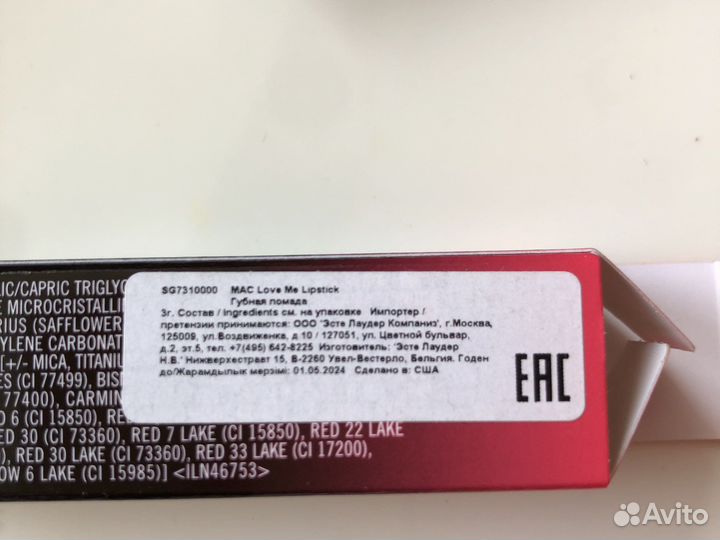 IC/CAPRIC TRIGLYC
E MICROCRISTALLI
RIUS (SAFFLOWER
YLENE CARBONAT
[+/- MICA, TITANIU
ES (CI 77499), BIS
77400), CARMIN
D 6 (CI 15850), RE
ED 30 (CI 73360), RED 7 LAKE (CI 15850), RED 22 LAKE
), RED 30 LAKE (CI 73360), RED 33 LAKE (CI 17200),
OW 6 LAKE (CI 15985)] <ILN46753>
SG7310000 MAC Love Me Lipstick
Губная помада
3г. Состав / Ingredients см. на упаковке Импортер /
претензии принимаются: ООО 'Эсте Лаудер Компаниз', г.Москва,
125009, ул.Воздвиженка, д.10 / 127051, ул. Цветной бульвар,
д.2, эт.5, тел. +7(495) 642-8225 Изготовитель: 'Эсте Лаудер
Н.В.' Нижверхестраат 15, B-2260 Увел-Вестерло, Бельгия. Годен
до/Жарамдылык мерзімі: 01.05.2024 Сделано в: США
EAC
Avito